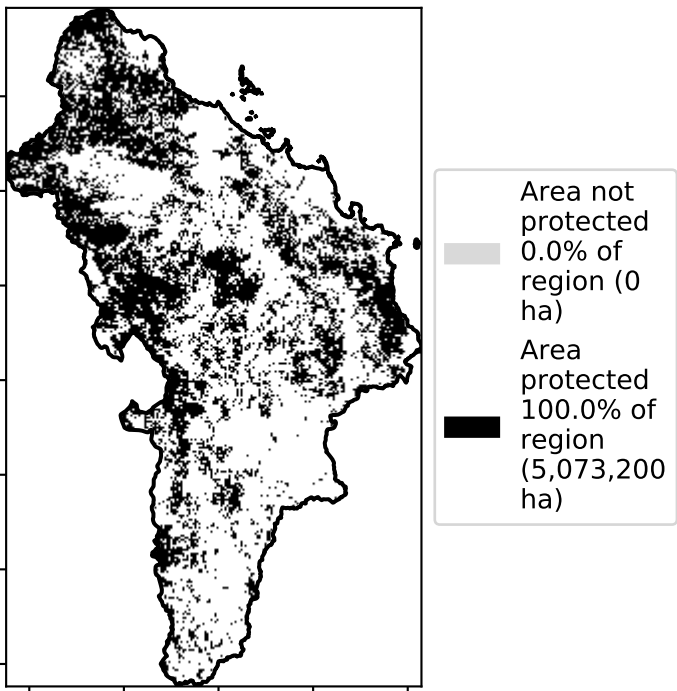 Area not
protected
0.0% of
region (0
ha)
Area
protected
100.0% of
region
(5,073,200
ha)